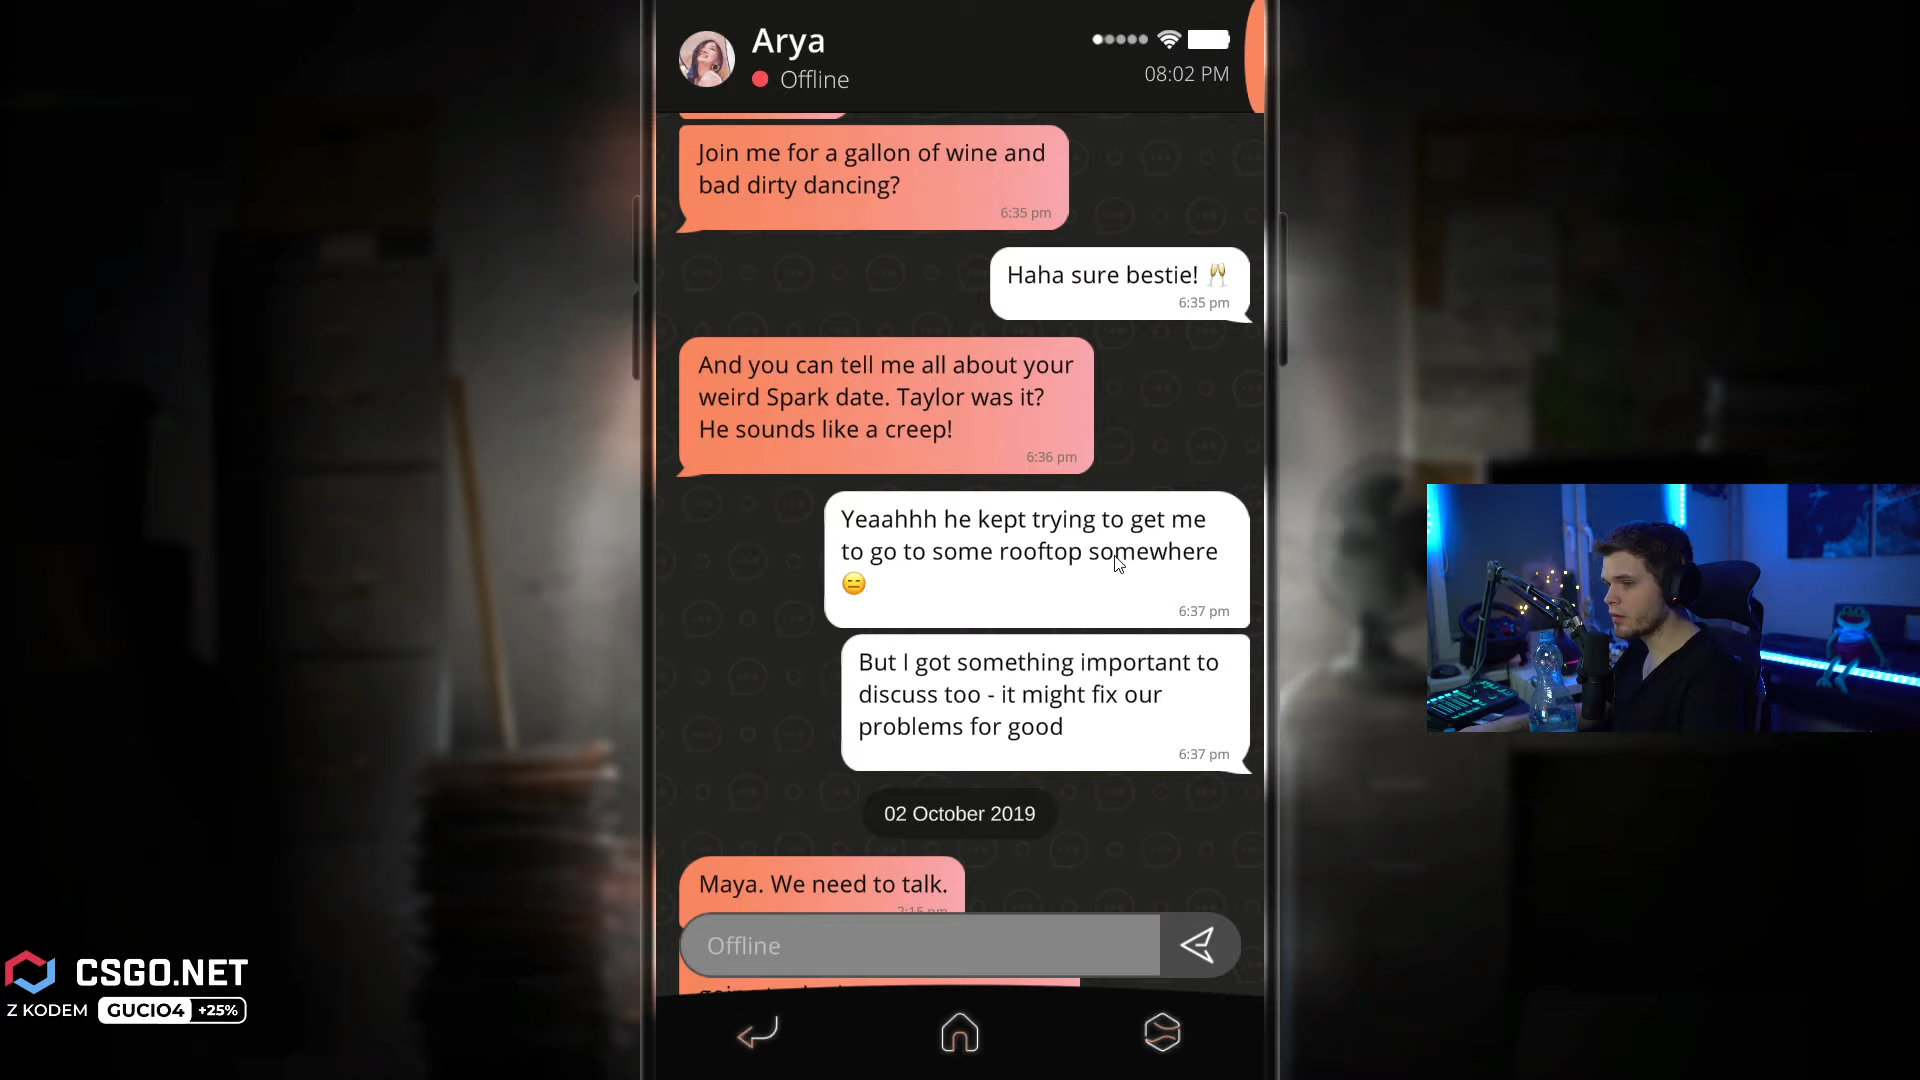 Arya
Offline
08:02 PM
Join me for a gallon of wine and
bad dirty dancing?
6:35 pm
Haha sure bestie! 🥂
6:35 pm
And you can tell me all about your
weird Spark date. Taylor was it?
He sounds like a creep!
6:36 pm
Yeaahhh he kept trying to get me
to go to some rooftop somewhere
😑
6:37 pm
But I got something important to
discuss too - it might fix our
problems for good
6:37 pm
02 October 2019
Maya. We need to talk.
Offline
CSGO.NET
Z KODEM GUCIO4 +25%